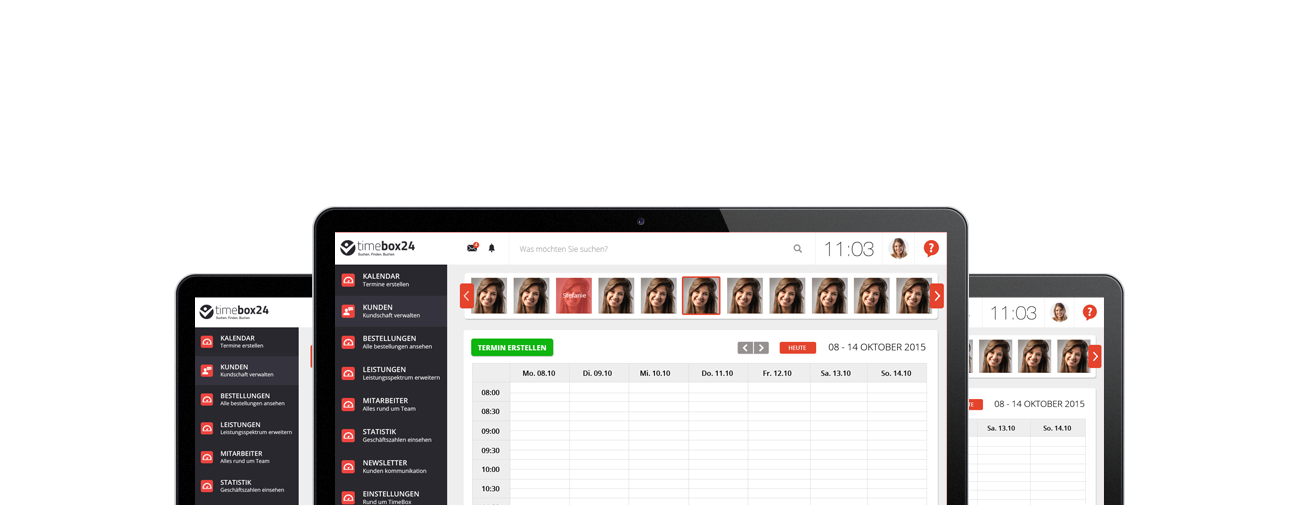 timebox24
Suchen. Finden. Buchen
2
Was möchten Sie suchen?
11:03
?
KALENDAR
Termine erstellen
KUNDEN
Kundschaft verwalten
BESTELLUNGEN
Alle bestellungen ansehen
LEISTUNGEN
Leistungsspektrum erweitern
MITARBEITER
Alles rund um Team
STATISTIK
Geschäftszahlen einsehen
NEWSLETTER
Kunden kommunikation
EINSTELLUNGEN
Rund um TimeBox
Stefanie
TERMIN ERSTELLEN
HEUTE
08 - 14 OKTOBER 2015
Mo. 08.10 Di. 09.10 Mi. 10.10 Do. 11.10 Fr. 12.10 Sa. 13.10 So. 14.10
08:00
08:30
09:00
09:30
10:00
10:30
timebox24
Suchen. Finden. Buchen
KALENDAR
Termine erstellen
KUNDEN
Kundschaft verwalten
BESTELLUNGEN
Alle bestellungen ansehen
LEISTUNGEN
Leistungsspektrum erweitern
MITARBEITER
Alles rund um Team
STATISTIK
Geschäftszahlen einsehen
11:03
?
TE
08 - 14 OKTOBER 2015
Sa. 13.10 So. 14.10